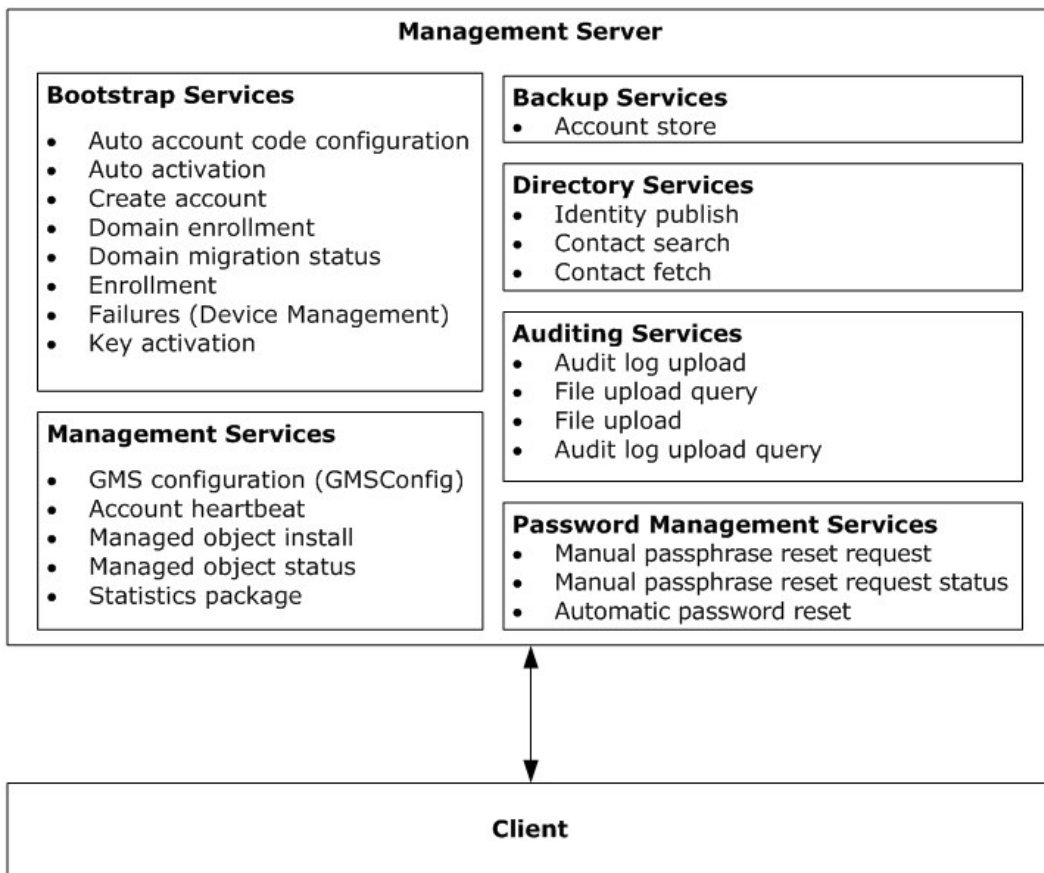 Management Server
Bootstrap Services
• Auto account code configuration
• Auto activation
• Create account
• Domain enrollment
• Domain migration status
• Enrollment
• Failures (Device Management)
• Key activation
Management Services
• GMS configuration (GMSConfig)
• Account heartbeat
• Managed object install
• Managed object status
• Statistics package
Backup Services
• Account store
Directory Services
• Identity publish
• Contact search
• Contact fetch
Auditing Services
• Audit log upload
• File upload query
• File upload
• Audit log upload query
Password Management Services
• Manual passphrase reset request
• Manual passphrase reset request status
• Automatic password reset
Client